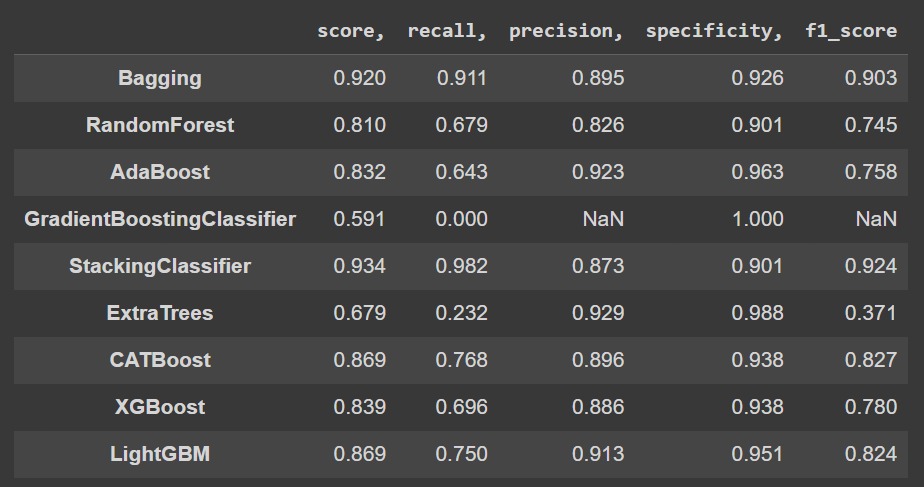 score, recall, precision, specificity, f1_score
Bagging 0.920 0.911 0.895 0.926 0.903
RandomForest 0.810 0.679 0.826 0.901 0.745
AdaBoost 0.832 0.643 0.923 0.963 0.758
GradientBoostingClassifier 0.591 0.000 NaN 1.000 NaN
StackingClassifier 0.934 0.982 0.873 0.901 0.924
ExtraTrees 0.679 0.232 0.929 0.988 0.371
CATBoost 0.869 0.768 0.896 0.938 0.827
XGBoost 0.839 0.696 0.886 0.938 0.780
LightGBM 0.869 0.750 0.913 0.951 0.824